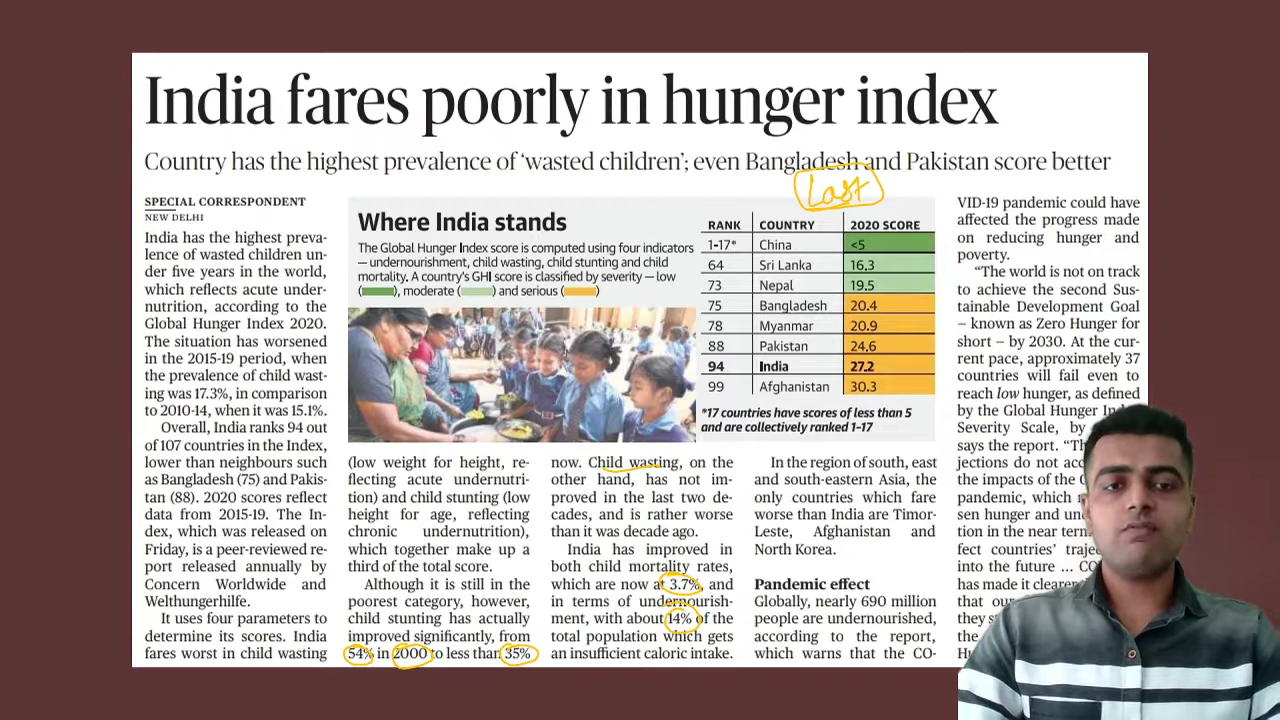 India fares poorly in hunger index
Country has the highest prevalence of ‘wasted children’; even Bangladesh and Pakistan score better
Last
SPECIAL CORRESPONDENT
NEW DELHI
India has the highest preva-
lence of wasted children un-
der five years in the world,
which reflects acute under-
nutrition, according to the
Global Hunger Index 2020.
The situation has worsened
in the 2015-19 period, when
the prevalence of child wast-
ing was 17.3%, in comparison
to 2010-14, when it was 15.1%.
Overall, India ranks 94 out
of 107 countries in the Index,
lower than neighbours such
as Bangladesh (75) and Pakis-
tan (88). 2020 scores reflect
data from 2015-19. The In-
dex, which was released on
Friday, is a peer-reviewed re-
port released annually by
Concern Worldwide and
Welthungerhilfe.
It uses four parameters to
determine its scores. India
fares worst in child wasting
Where India stands
The Global Hunger Index score is computed using four indicators
— undernourishment, child wasting, child stunting and child
mortality. A country's GHI score is classified by severity — low
( ), moderate ( ) and serious ( )
RANK COUNTRY 2020 SCORE
1-17* China <5
64 Sri Lanka 16.3
73 Nepal 19.5
75 Bangladesh 20.4
78 Myanmar 20.9
88 Pakistan 24.6
94 India 27.2
99 Afghanistan 30.3
*17 countries have scores of less than 5
and are collectively ranked 1-17
(low weight for height, re-
flecting acute undernutri-
tion) and child stunting (low
height for age, reflecting
chronic undernutrition),
which together make up a
third of the total score.
Although it is still in the
poorest category, however,
child stunting has actually
improved significantly, from
54% in 2000 to less than 35%
now. Child wasting, on the
other hand, has not im-
proved in the last two de-
cades, and is rather worse
than it was decade ago.
India has improved in
both child mortality rates,
which are now at 3.7%, and
in terms of undernourish-
ment, with about 14% of the
total population which gets
an insufficient caloric intake.
In the region of south, east
and south-eastern Asia, the
only countries which fare
worse than India are Timor-
Leste, Afghanistan and
North Korea.
Pandemic effect
Globally, nearly 690 million
people are undernourished,
according to the report,
which warns that the CO-
VID-19 pandemic could have
affected the progress made
on reducing hunger and
poverty.
“The world is not on track
to achieve the second Sus-
tainable Development Goal
– known as Zero Hunger for
short – by 2030. At the cur-
rent pace, approximately 37
countries will fail even to
reach low hunger, as defined
by the Global Hunger
Severity Scale, by
says the report.
jections do not
the impacts of the
pandemic, which
sen hunger and
tion in the near
fect countries’
into the future ...
has made it clearer
that
the